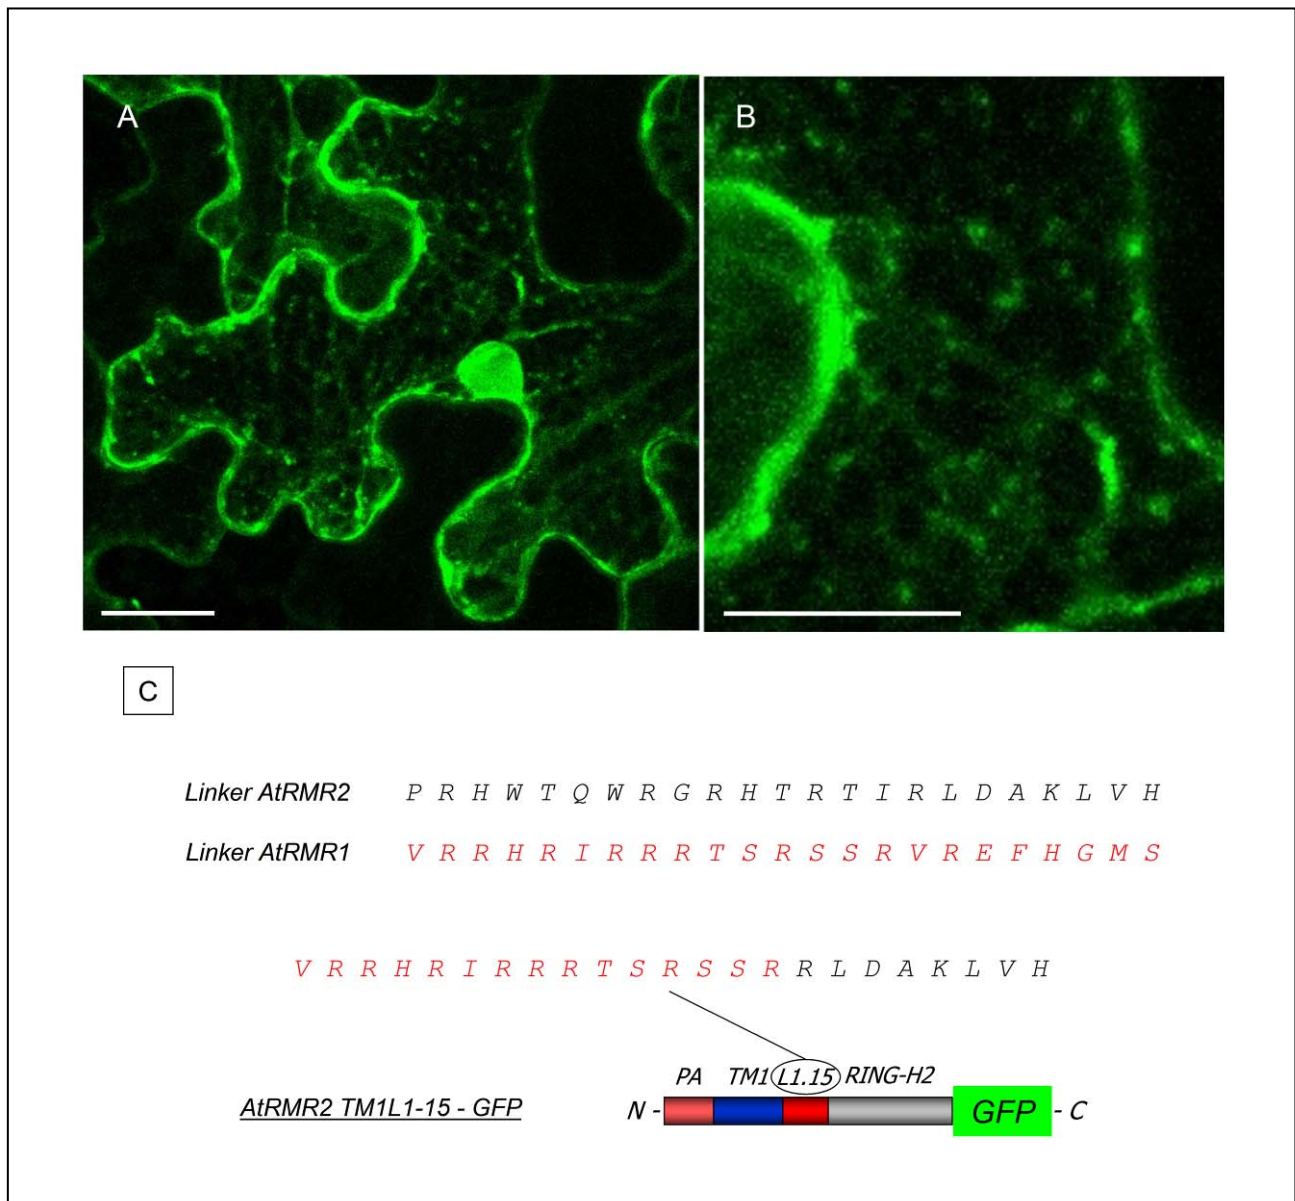 A
B
C
Linker AtRMR2 P R H W T Q W R G R H T R T I R L D A K L V H
Linker AtRMR1 V R R H R I R R R T S R S S R V R E F H G M S
V R R H R I R R R T S R S S R R L D A K L V H
PA TM1 L1.15 RING-H2
AtRMR2 TM1L1-15 - GFP N - GFP - C